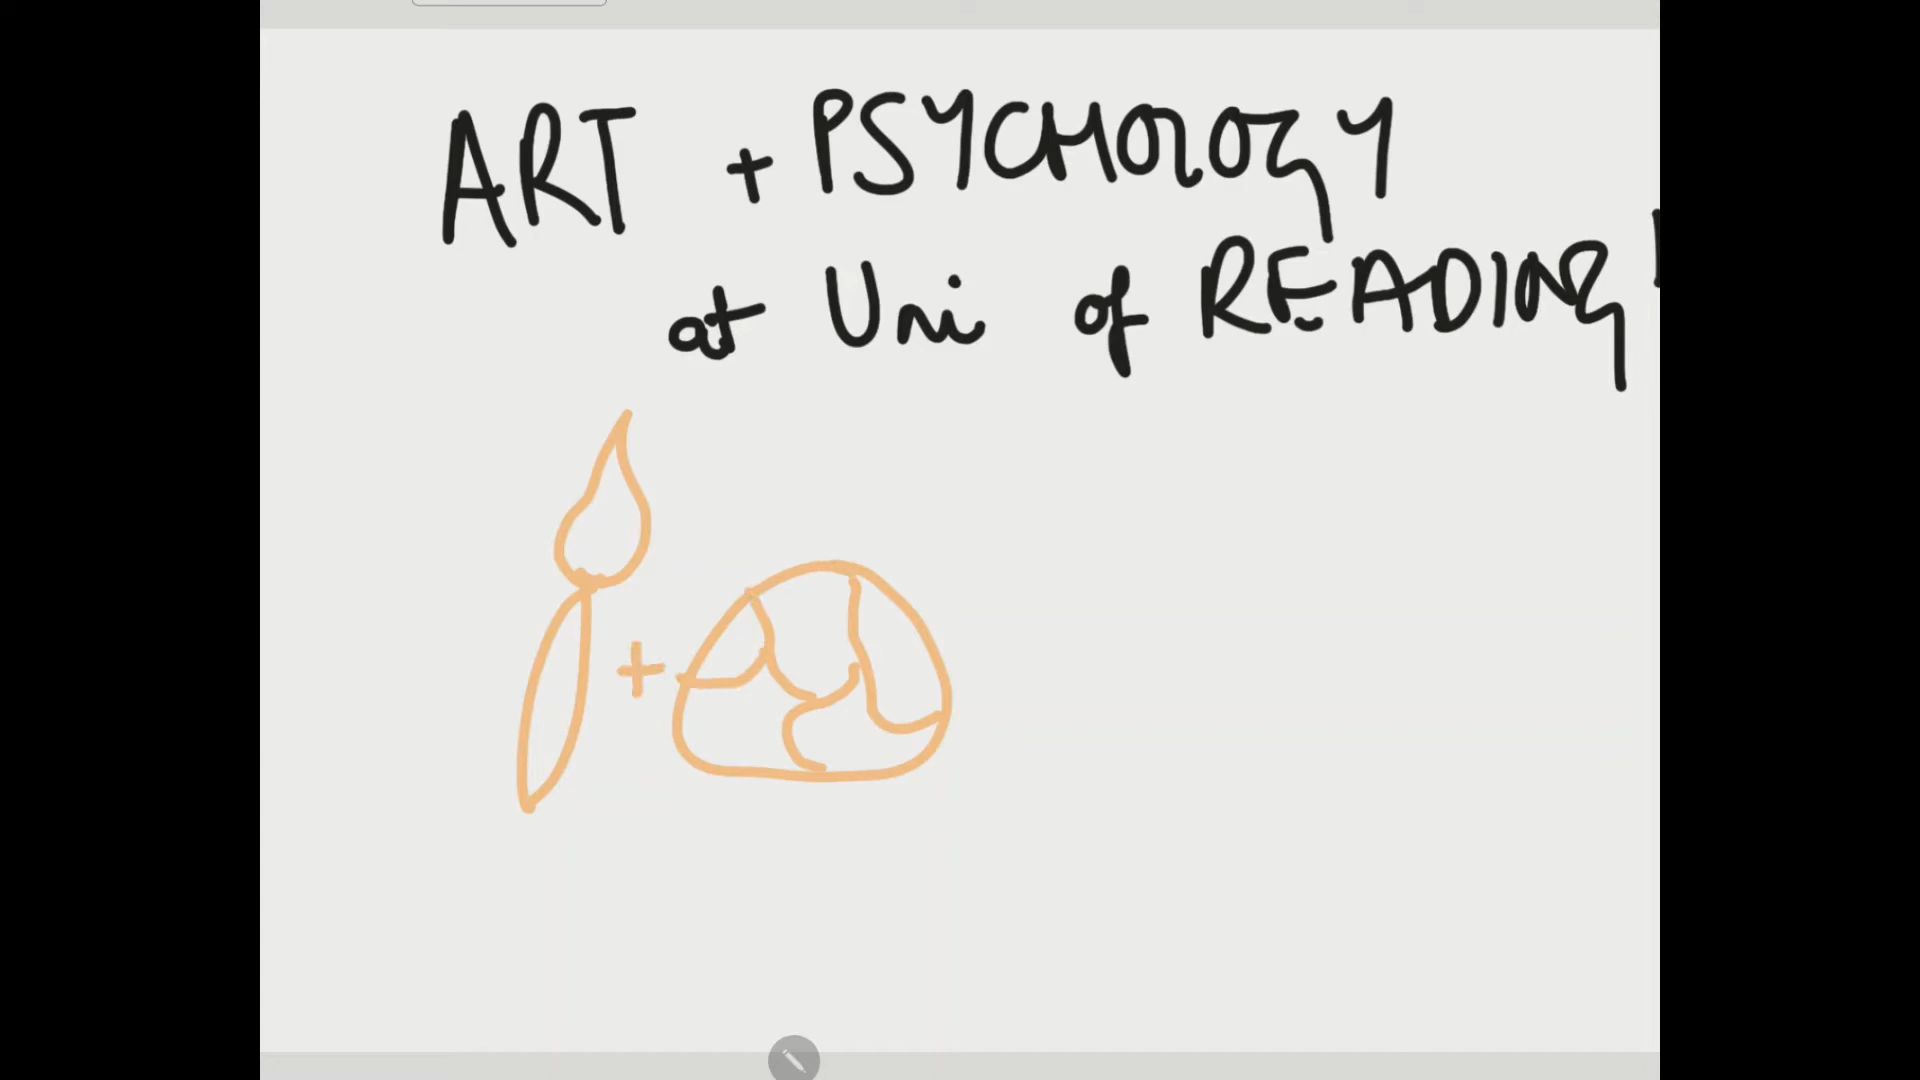 ART + PSYCHOLOGY
at Uni of READING!
+